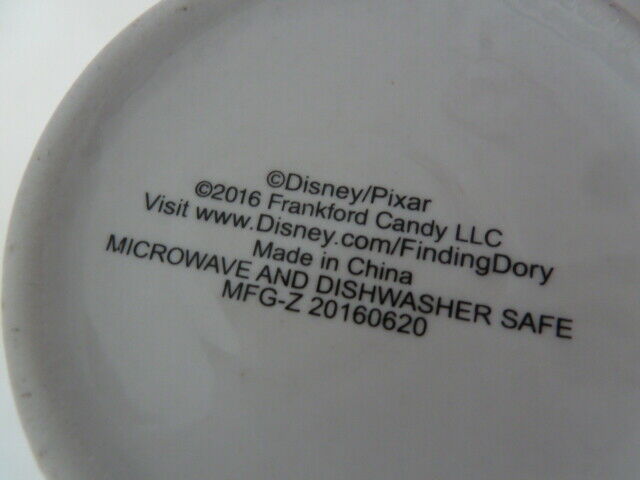 ©Disney/Pixar
©2016 Frankford Candy LLC
Visit www.Disney.com/FindingDory
Made in China
MICROWAVE AND DISHWASHER SAFE
MFG-Z 20160620